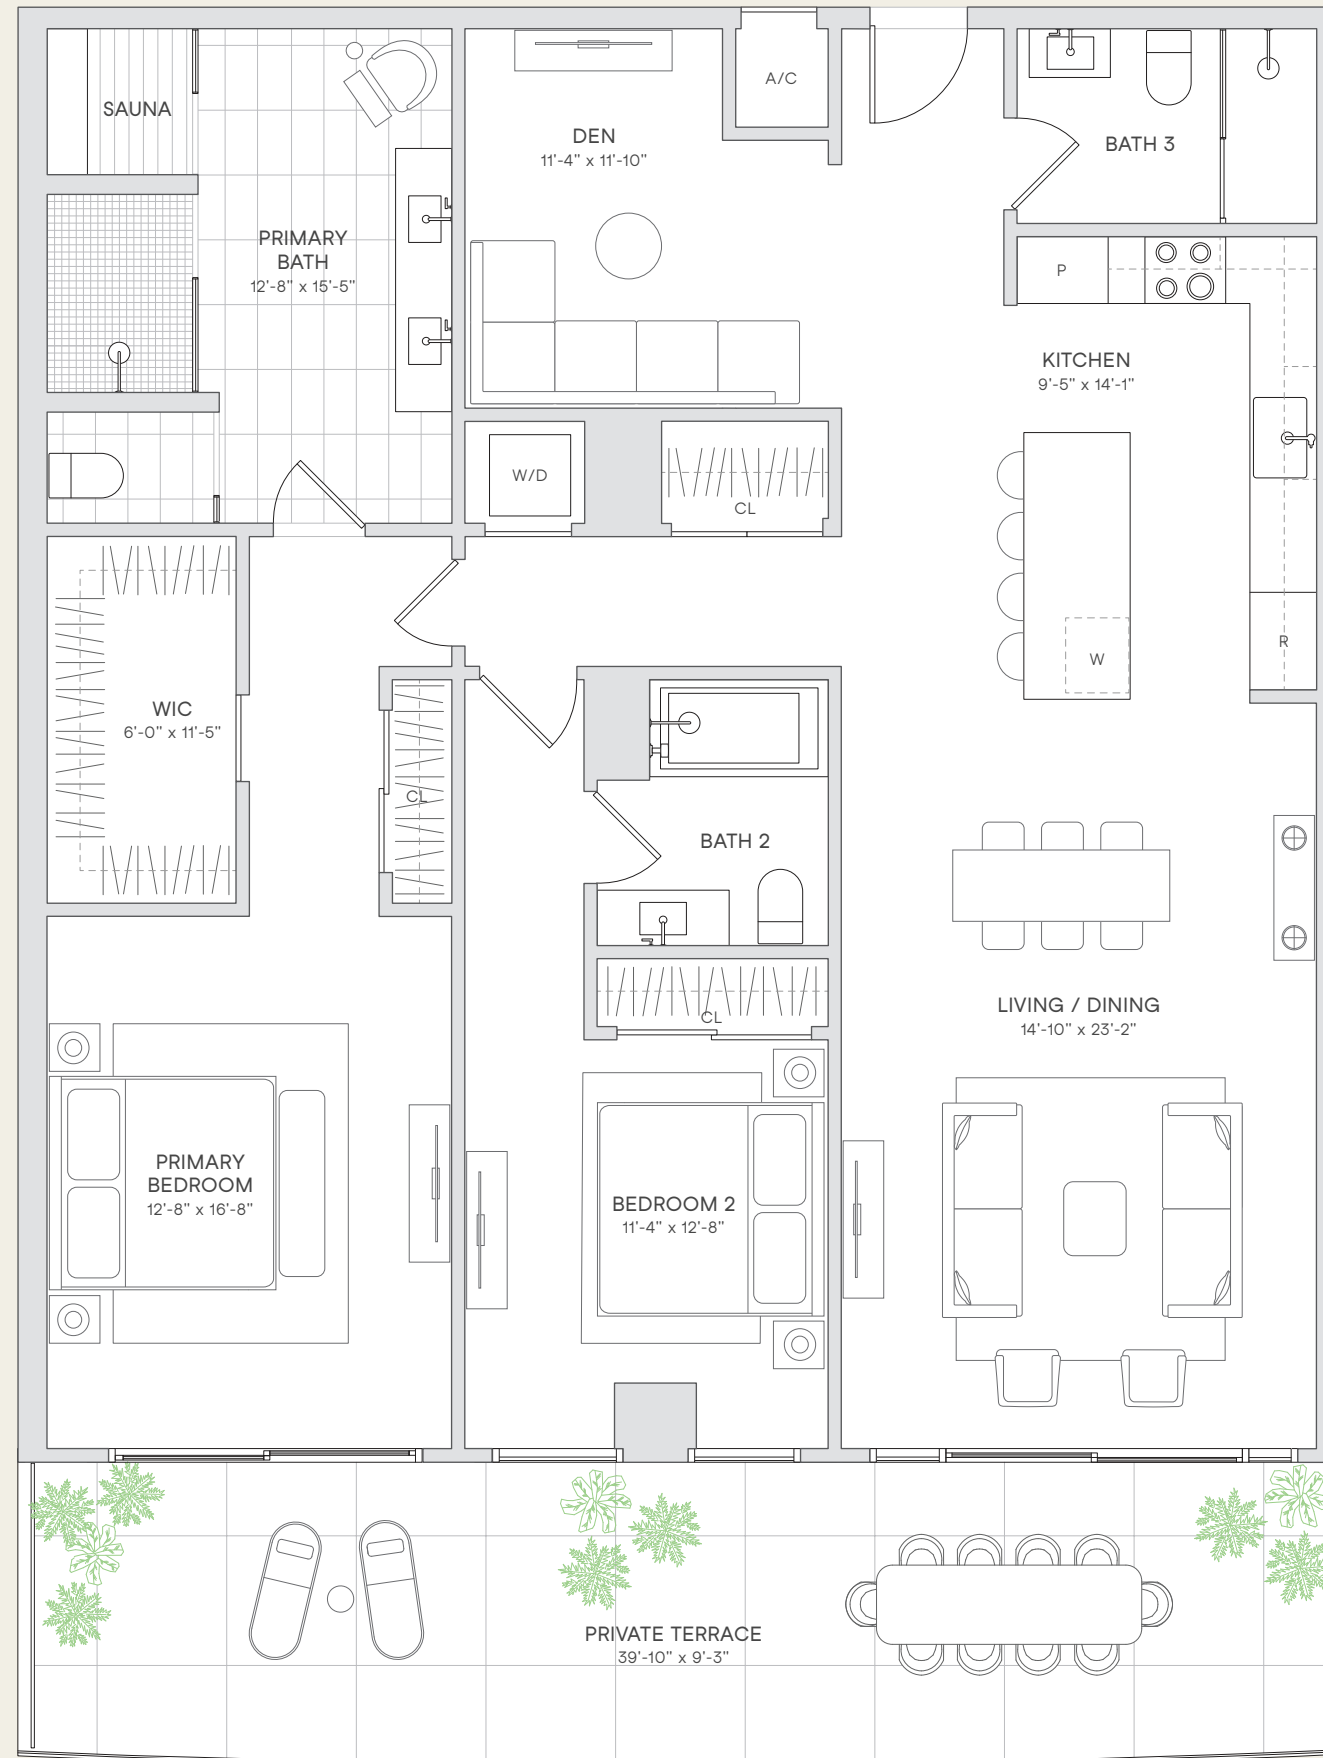 SAUNA
A/C
DEN
11'-4" x 11'-10"
BATH 3
PRIMARY
BATH
12'-8" x 15'-5"
P
KITCHEN
9'-5" x 14'-1"
W/D
CL
W
R
WIC
6'-0" x 11'-5"
CL
BATH 2
LIVING / DINING
14'-10" x 23'-2"
CL
PRIMARY
BEDROOM
12'-8" x 16'-8"
BEDROOM 2
11'-4" x 12'-8"
PRIVATE TERRACE
39'-10" x 9'-3"